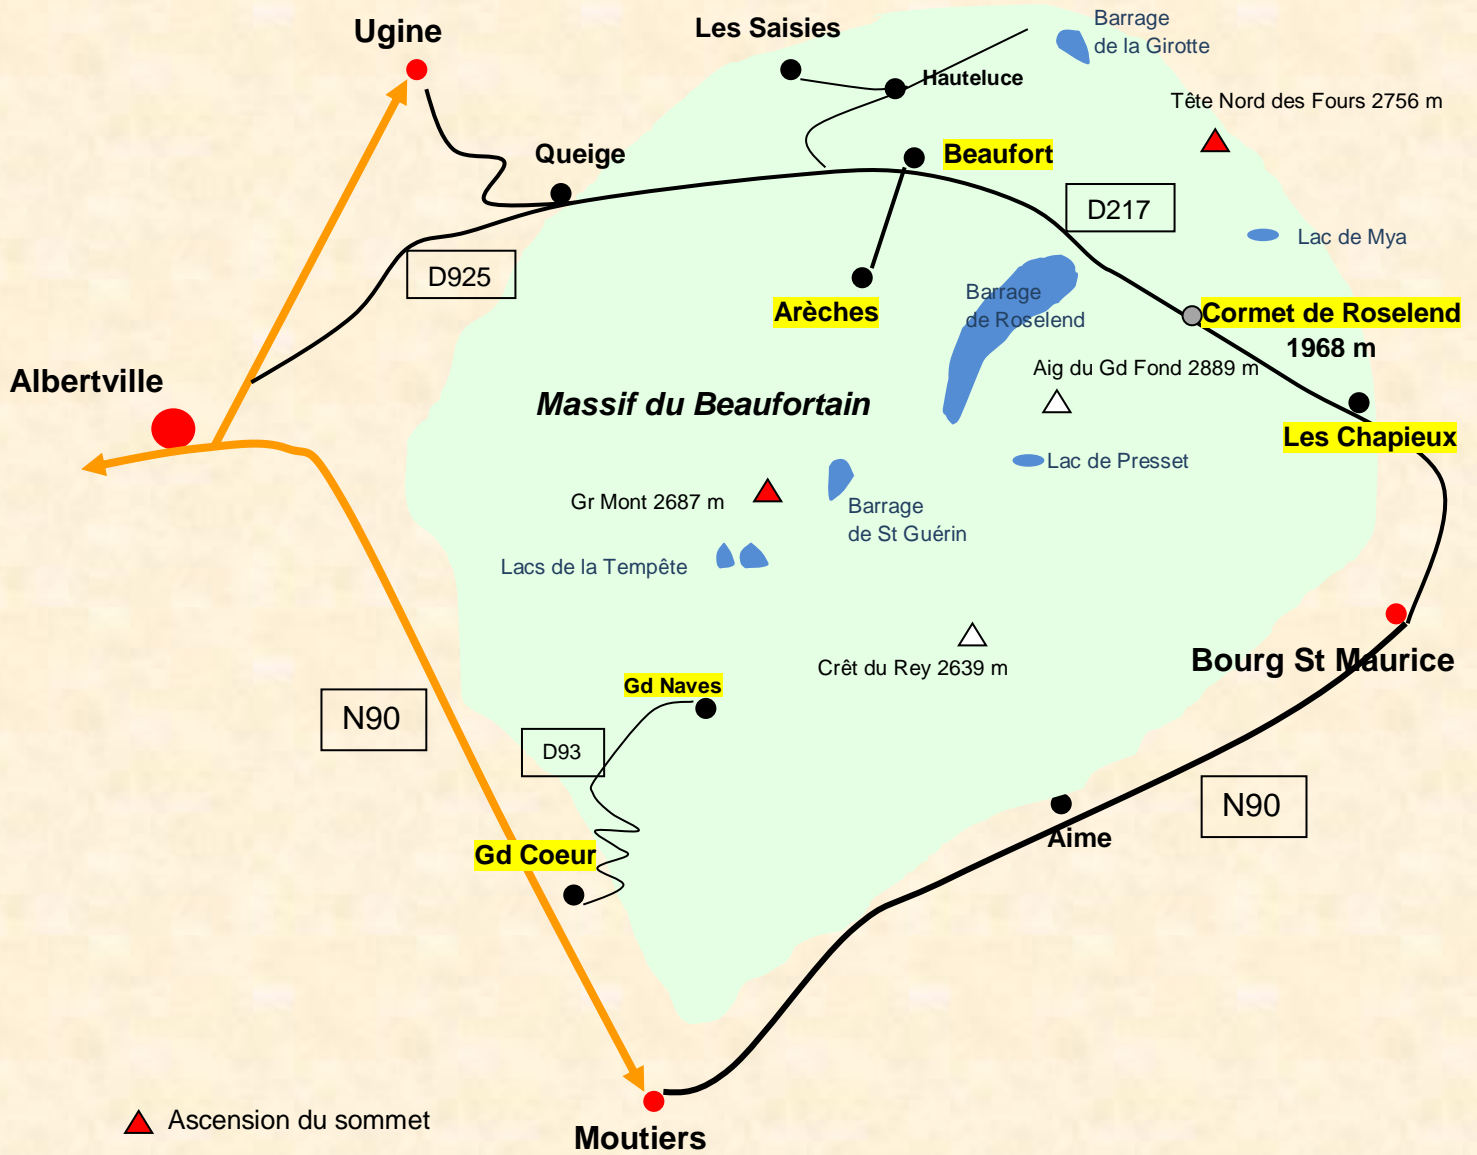 Ugine
Les Saisies
Barrage
de la Girotte
Hauteluce
Tête Nord des Fours 2756 m
Queige
Beaufort
D217
Lac de Mya
D925
Arèches
Barrage
de Roselend
Cormet de Roselend
1968 m
Albertville
Massif du Beaufortain
Aig du Gd Fond 2889 m
Les Chapieux
Lac de Presset
Gr Mont 2687 m
Barrage
de St Guérin
Lacs de la Tempête
Crêt du Rey 2639 m
Bourg St Maurice
Gd Naves
N90
D93
N90
Aime
Gd Coeur
Ascension du sommet
Moutiers